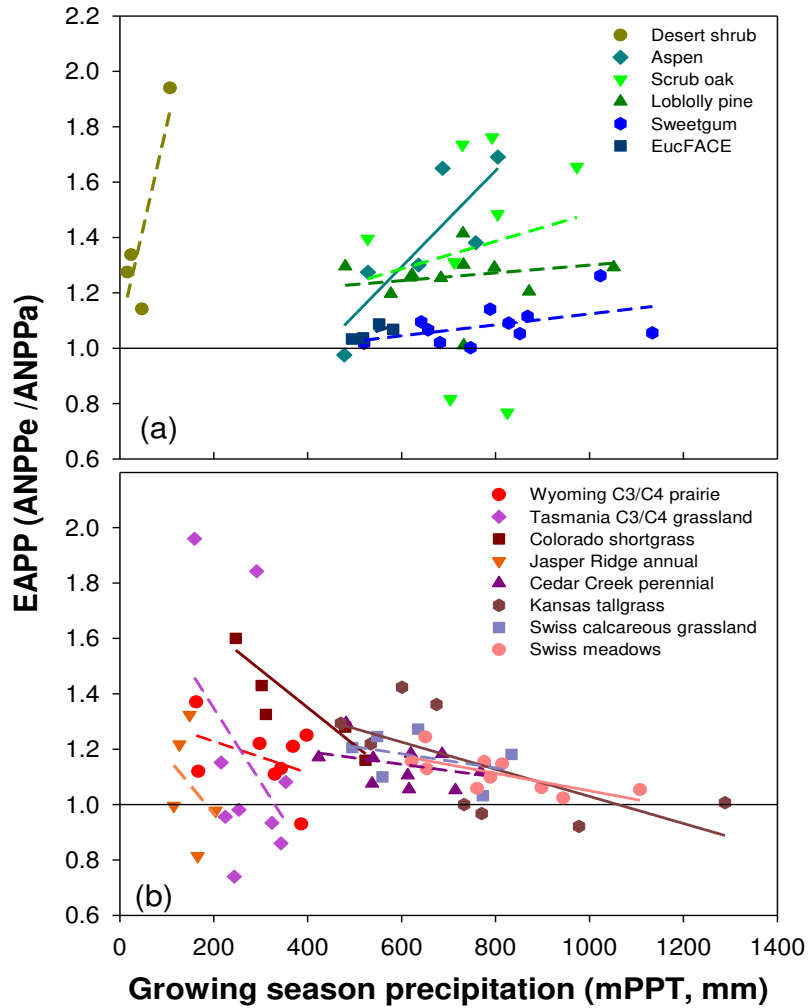 2.2
2.0
1.8
1.6
1.4
1.2
1.0
0.8
0.6
Desert shrub
Aspen
Scrub oak
Loblolly pine
Sweetgum
EucFACE
(a)
EAPP (ANPPe /ANPPa)
2.0
1.8
1.6
1.4
1.2
1.0
0.8
0.6
Wyoming C3/C4 prairie
Tasmania C3/C4 grassland
Colorado shortgrass
Jasper Ridge annual
Cedar Creek perennial
Kansas tallgrass
Swiss calcareous grassland
Swiss meadows
(b)
0 200 400 600 800 1000 1200 1400
Growing season precipitation (mPPT, mm)